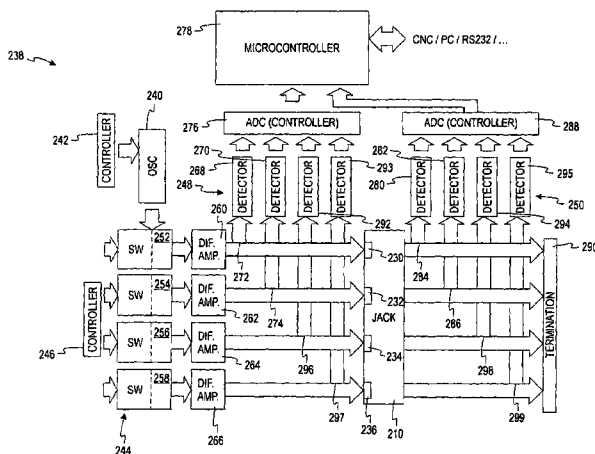 278
MICROCONTROLLER
CNC / PC / RS232 / ...
238
240
242
CONTROLLER
OSC
276
ADC (CONTROLLER)
ADC (CONTROLLER)
288
270
268
248
293
282
280
295
250
DETECTOR
DETECTOR
DETECTOR
DETECTOR
DETECTOR
DETECTOR
DETECTOR
DETECTOR
292
294
260
290
SW
252
DIF.
AMP.
272
230
284
SW
254
DIF.
AMP.
262
274
232
JACK
286
TERMINATION
246
CONTROLLER
SW
256
DIF.
AMP.
264
296
234
298
SW
258
DIF.
AMP.
266
297
236
210
299
244